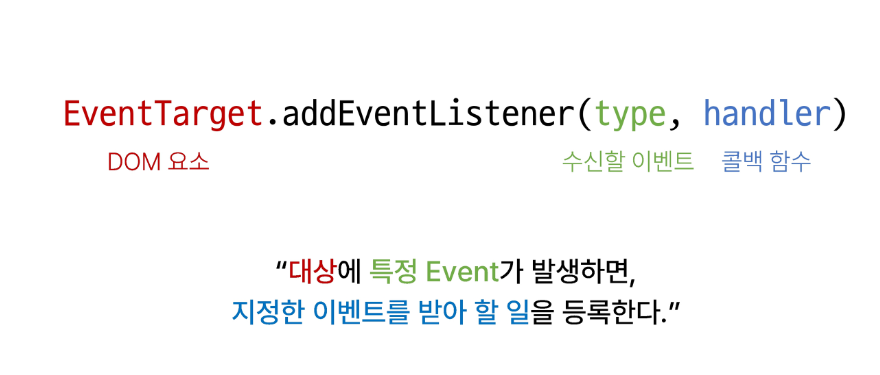 EventTarget.addEventListener(type, handler)
DOM 요소 수신할 이벤트 콜백 함수
“대상에 특정 Event가 발생하면,
지정한 이벤트를 받아 할 일을 등록한다.”